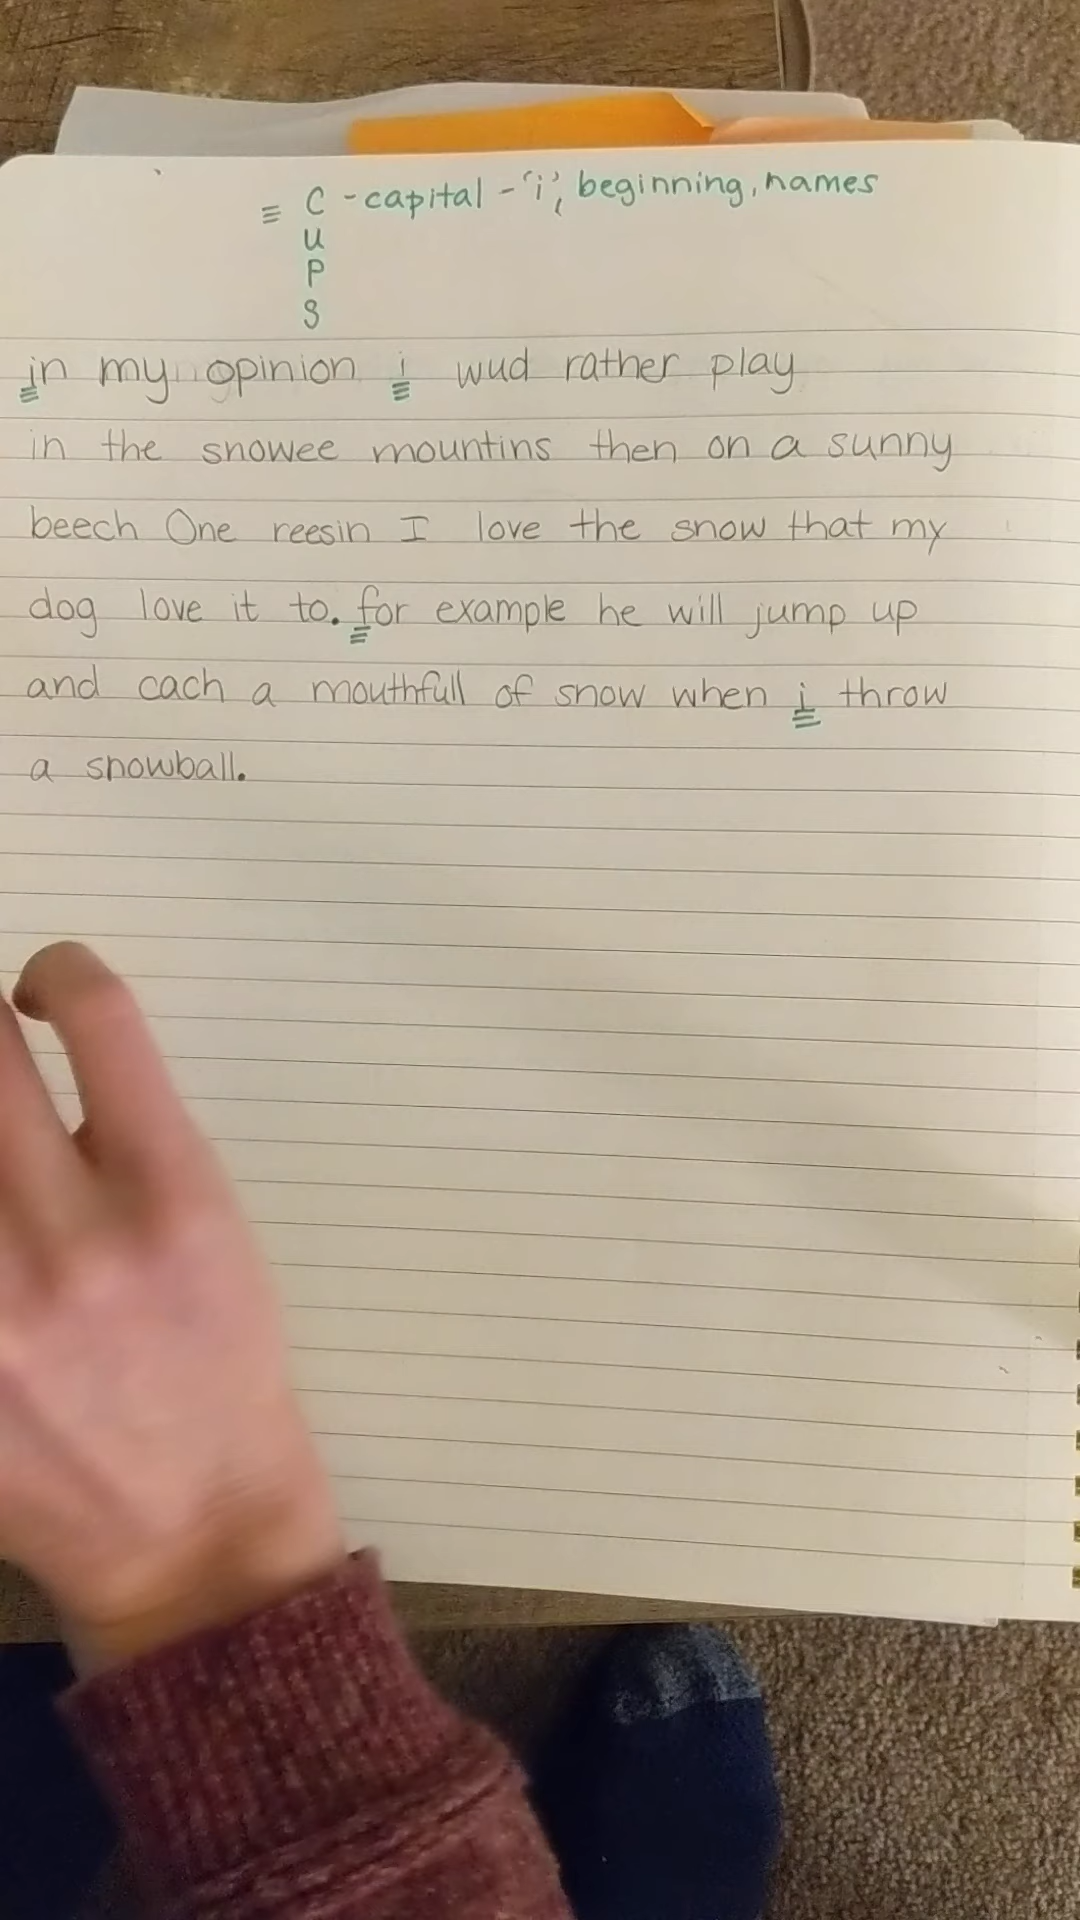 ≡ C - capital - 'i', beginning, names
U
P
S
in my opinion i wud rather play
in the snowee mountins then on a sunny
beech One reesin I love the snow that my
dog love it to. for example he will jump up
and cach a mouthfull of snow when i throw
a snowball.